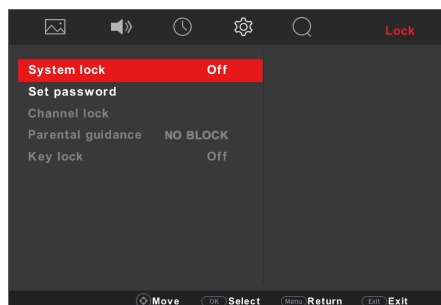 Lock
System lock Off
Set password
Channel lock
Parental guidance NO BLOCK
Key lock Off
Move OK Select Menu Return Exit Exit